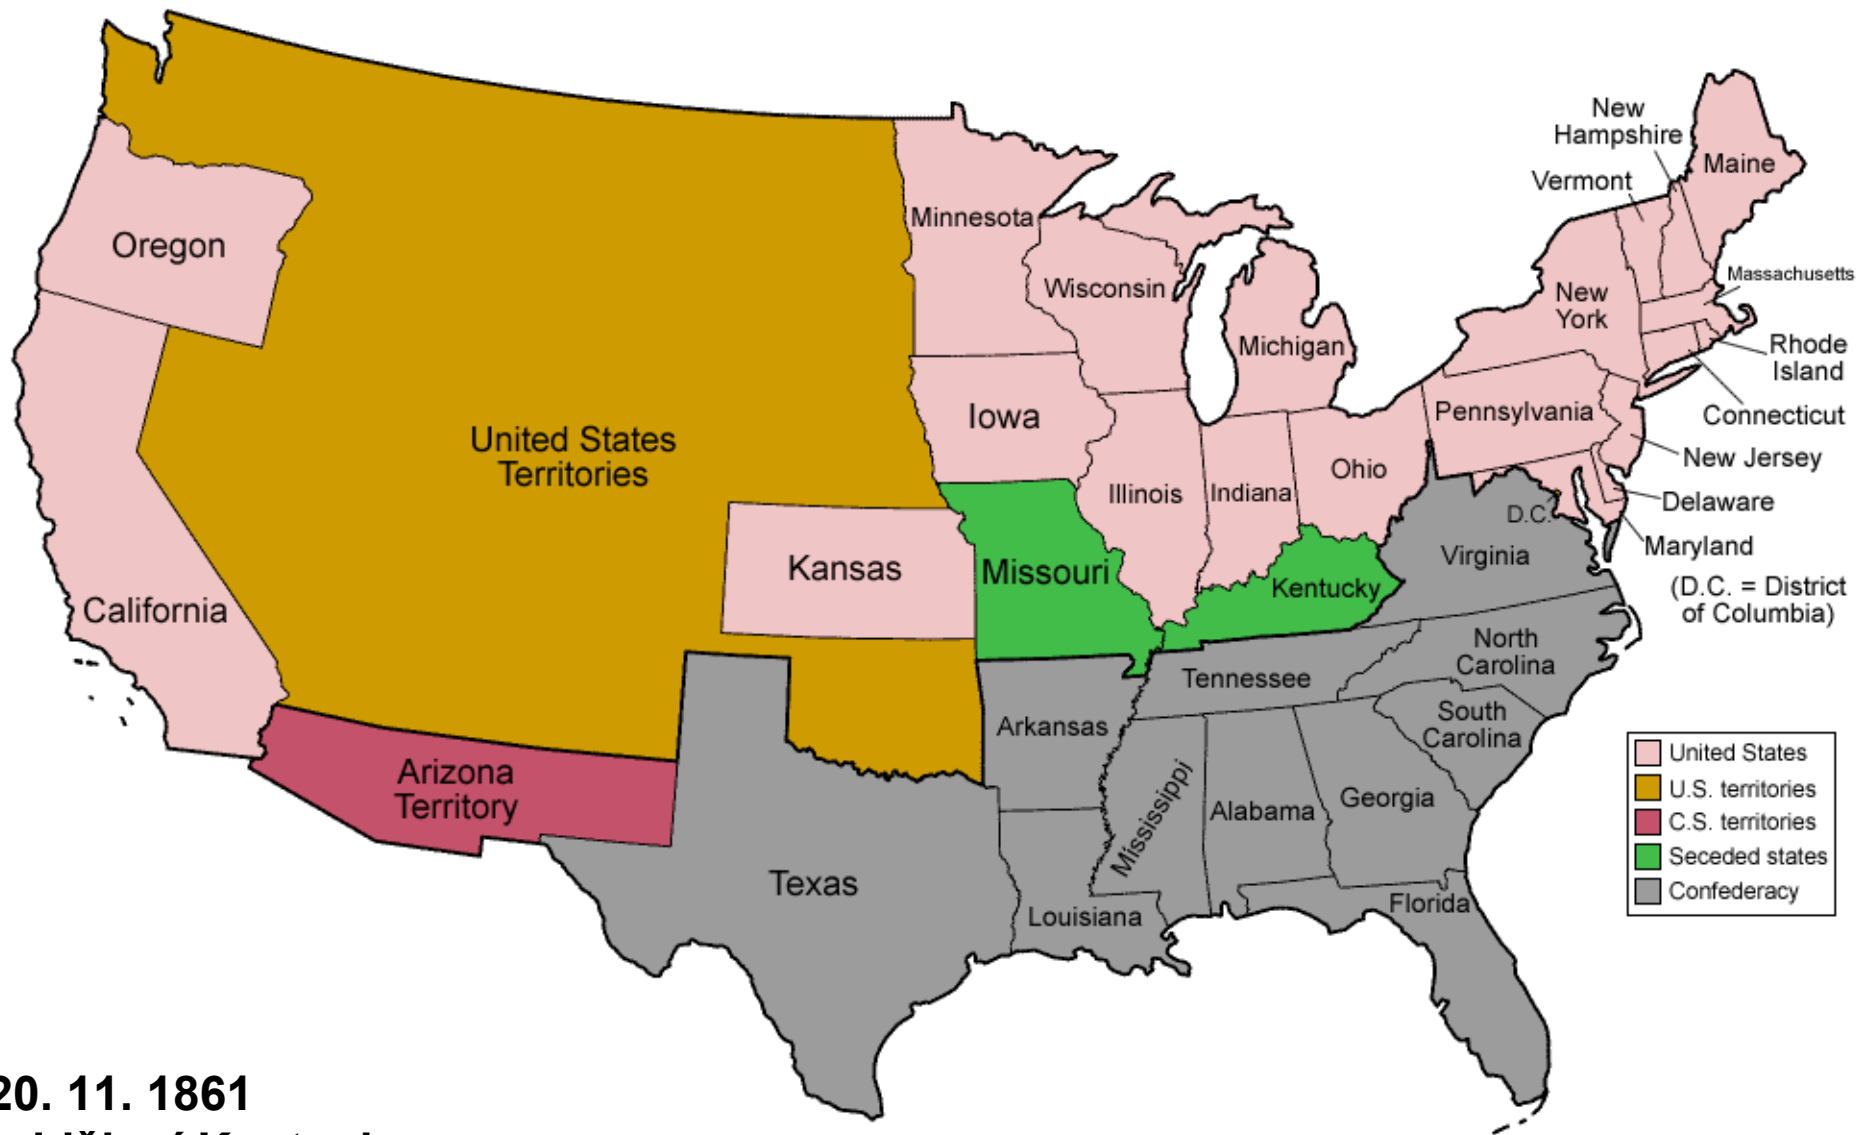 New
Hampshire
Maine
Vermont
Oregon
Minnesota
Massachusetts
Wisconsin
New
York
Michigan
Rhode
Island
Iowa
Pennsylvania
Connecticut
United States
Territories
New Jersey
Ohio
Illinois
Indiana
Delaware
D.C.
Maryland
Virginia
Kansas
Missouri
Kentucky
(D.C. = District
of Columbia)
California
North
Carolina
Tennessee
South
Carolina
Arkansas
Arizona
Territory
Mississippi
Alabama
Georgia
Texas
Louisiana
Florida
United States
U.S. territories
C.S. territories
Seceded states
Confederacy
20. 11. 1861